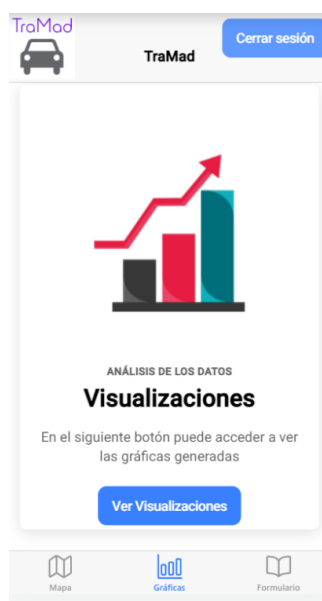 TraMad
TraMad
Cerrar sesión
ANÁLISIS DE LOS DATOS
Visualizaciones
En el siguiente botón puede acceder a ver
las gráficas generadas
Ver Visualizaciones
Mapa
Gráficas
Formulario